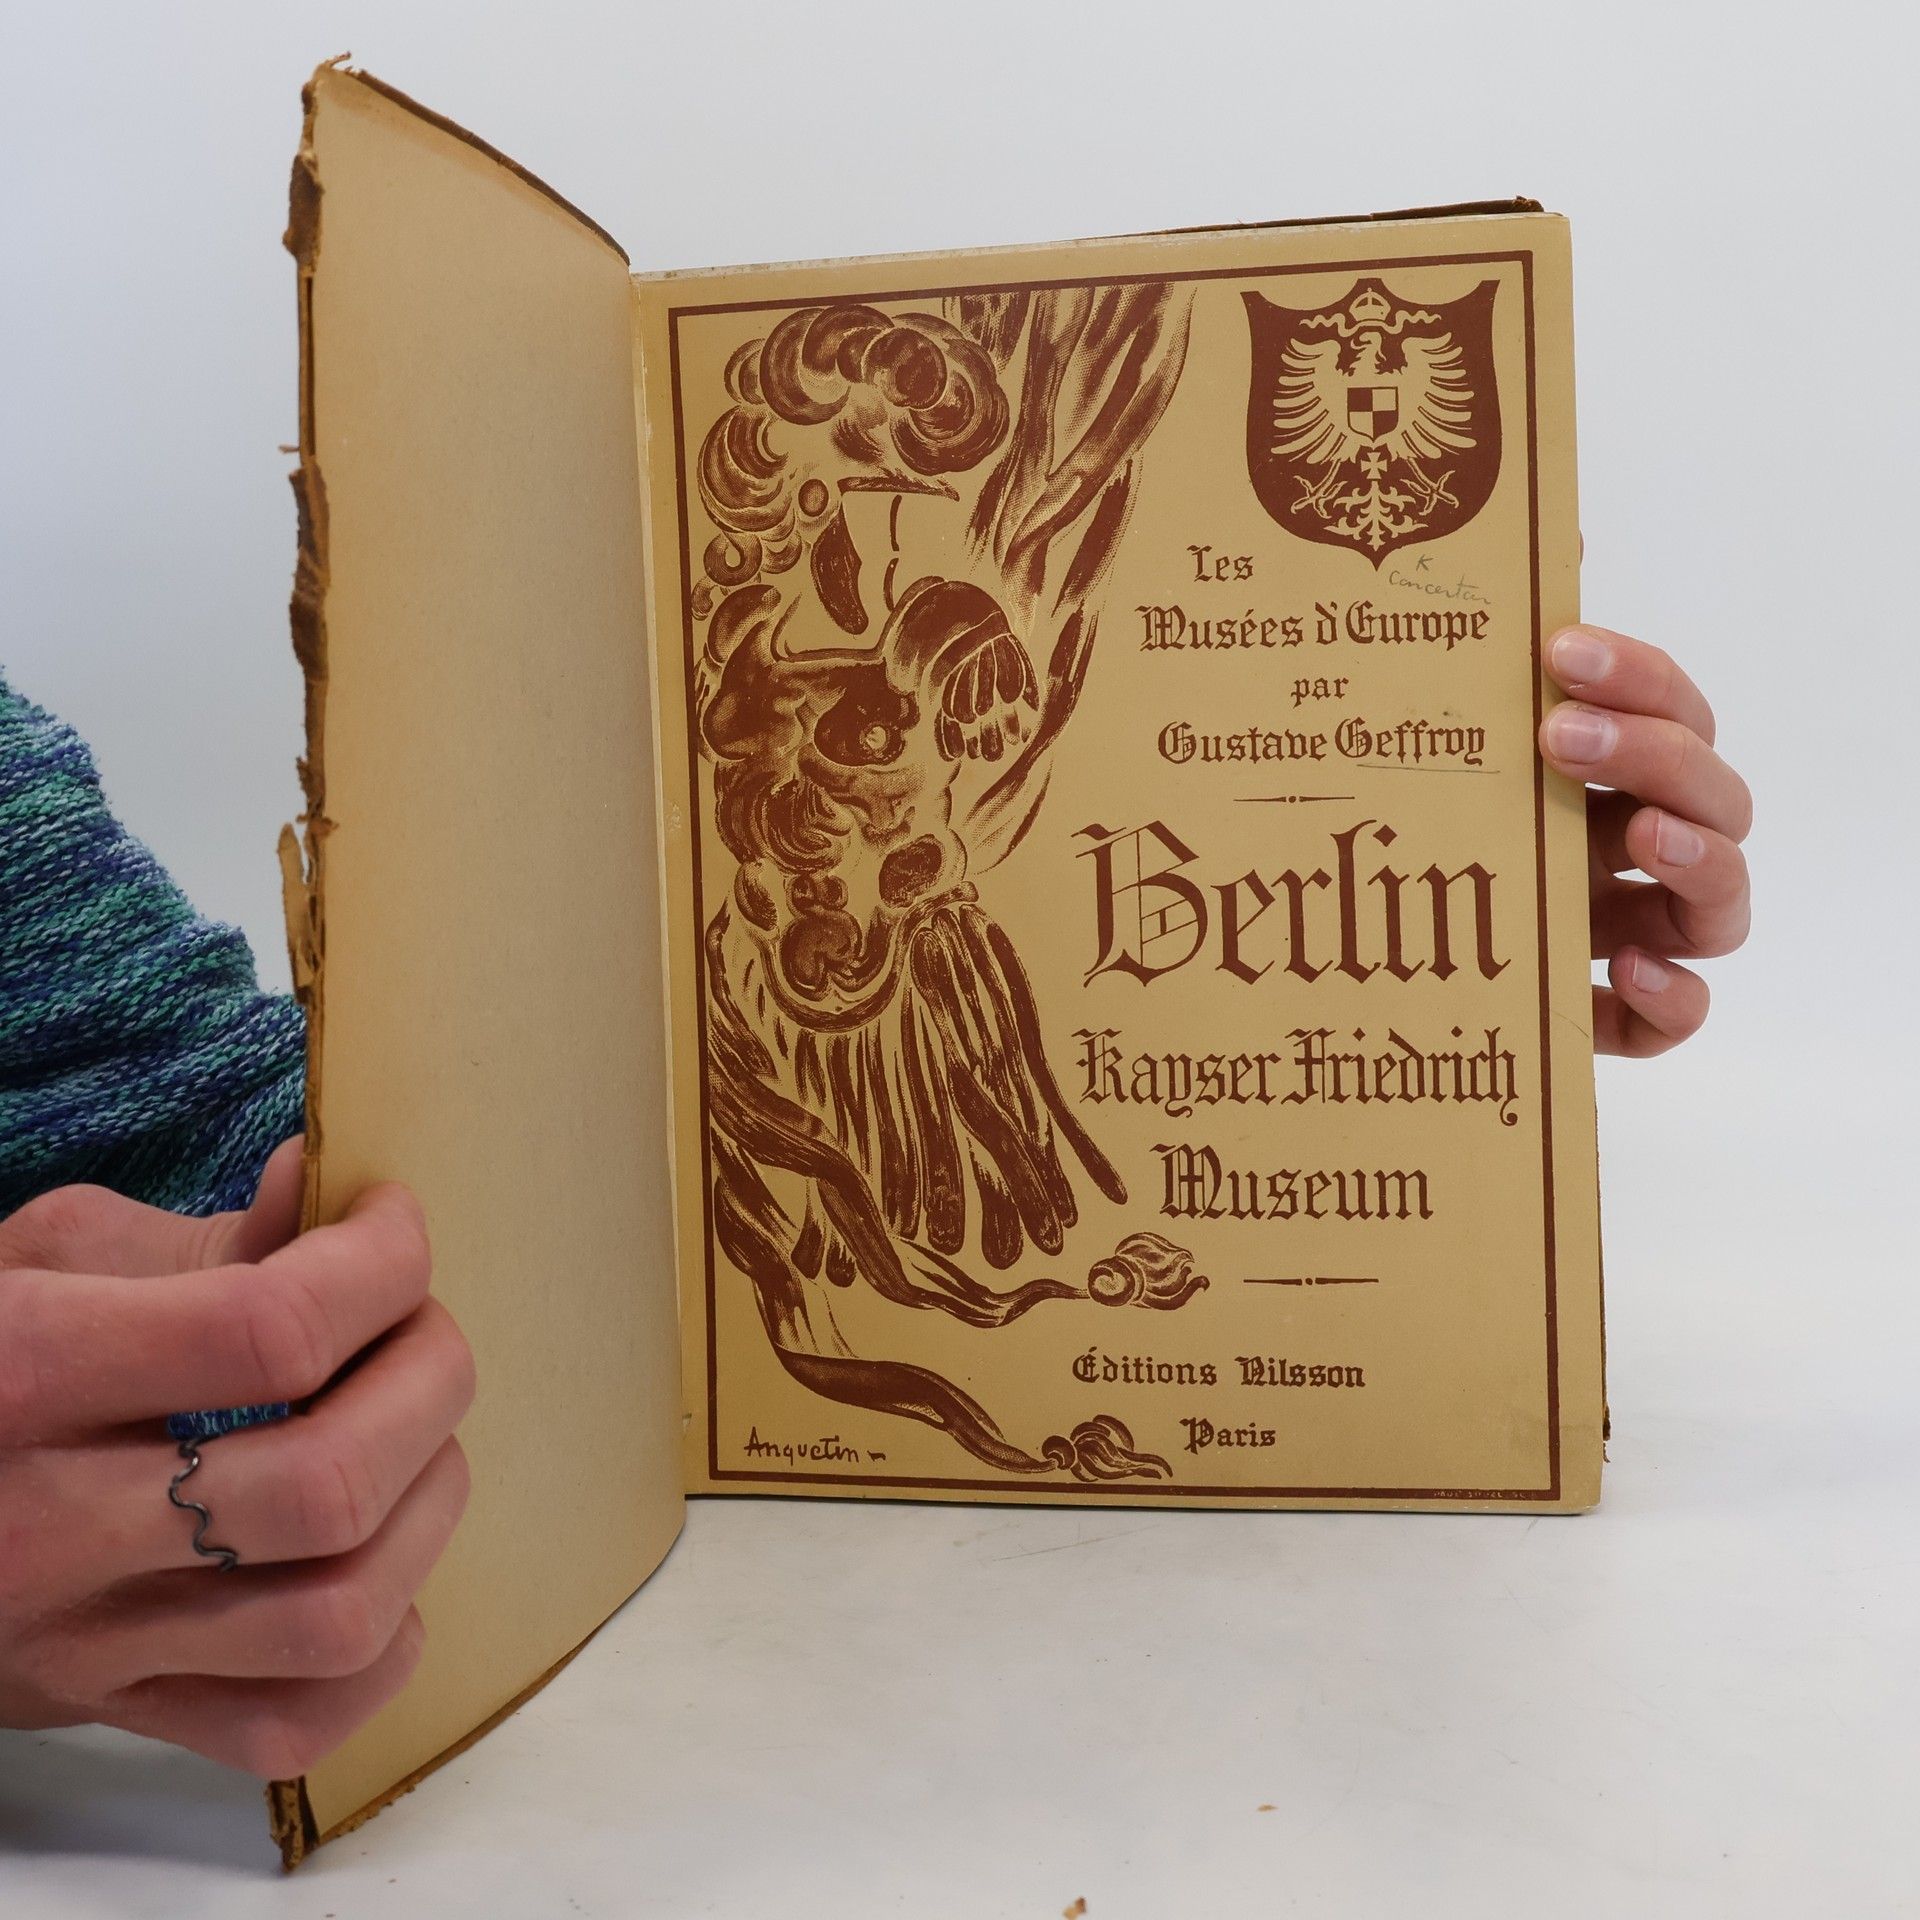 K
Les
Musées d'Europe
par
Gustave Geffroy
Berlin
Kayser Friedrich
Museum
Éditions Nilsson
Paris
Anquetin